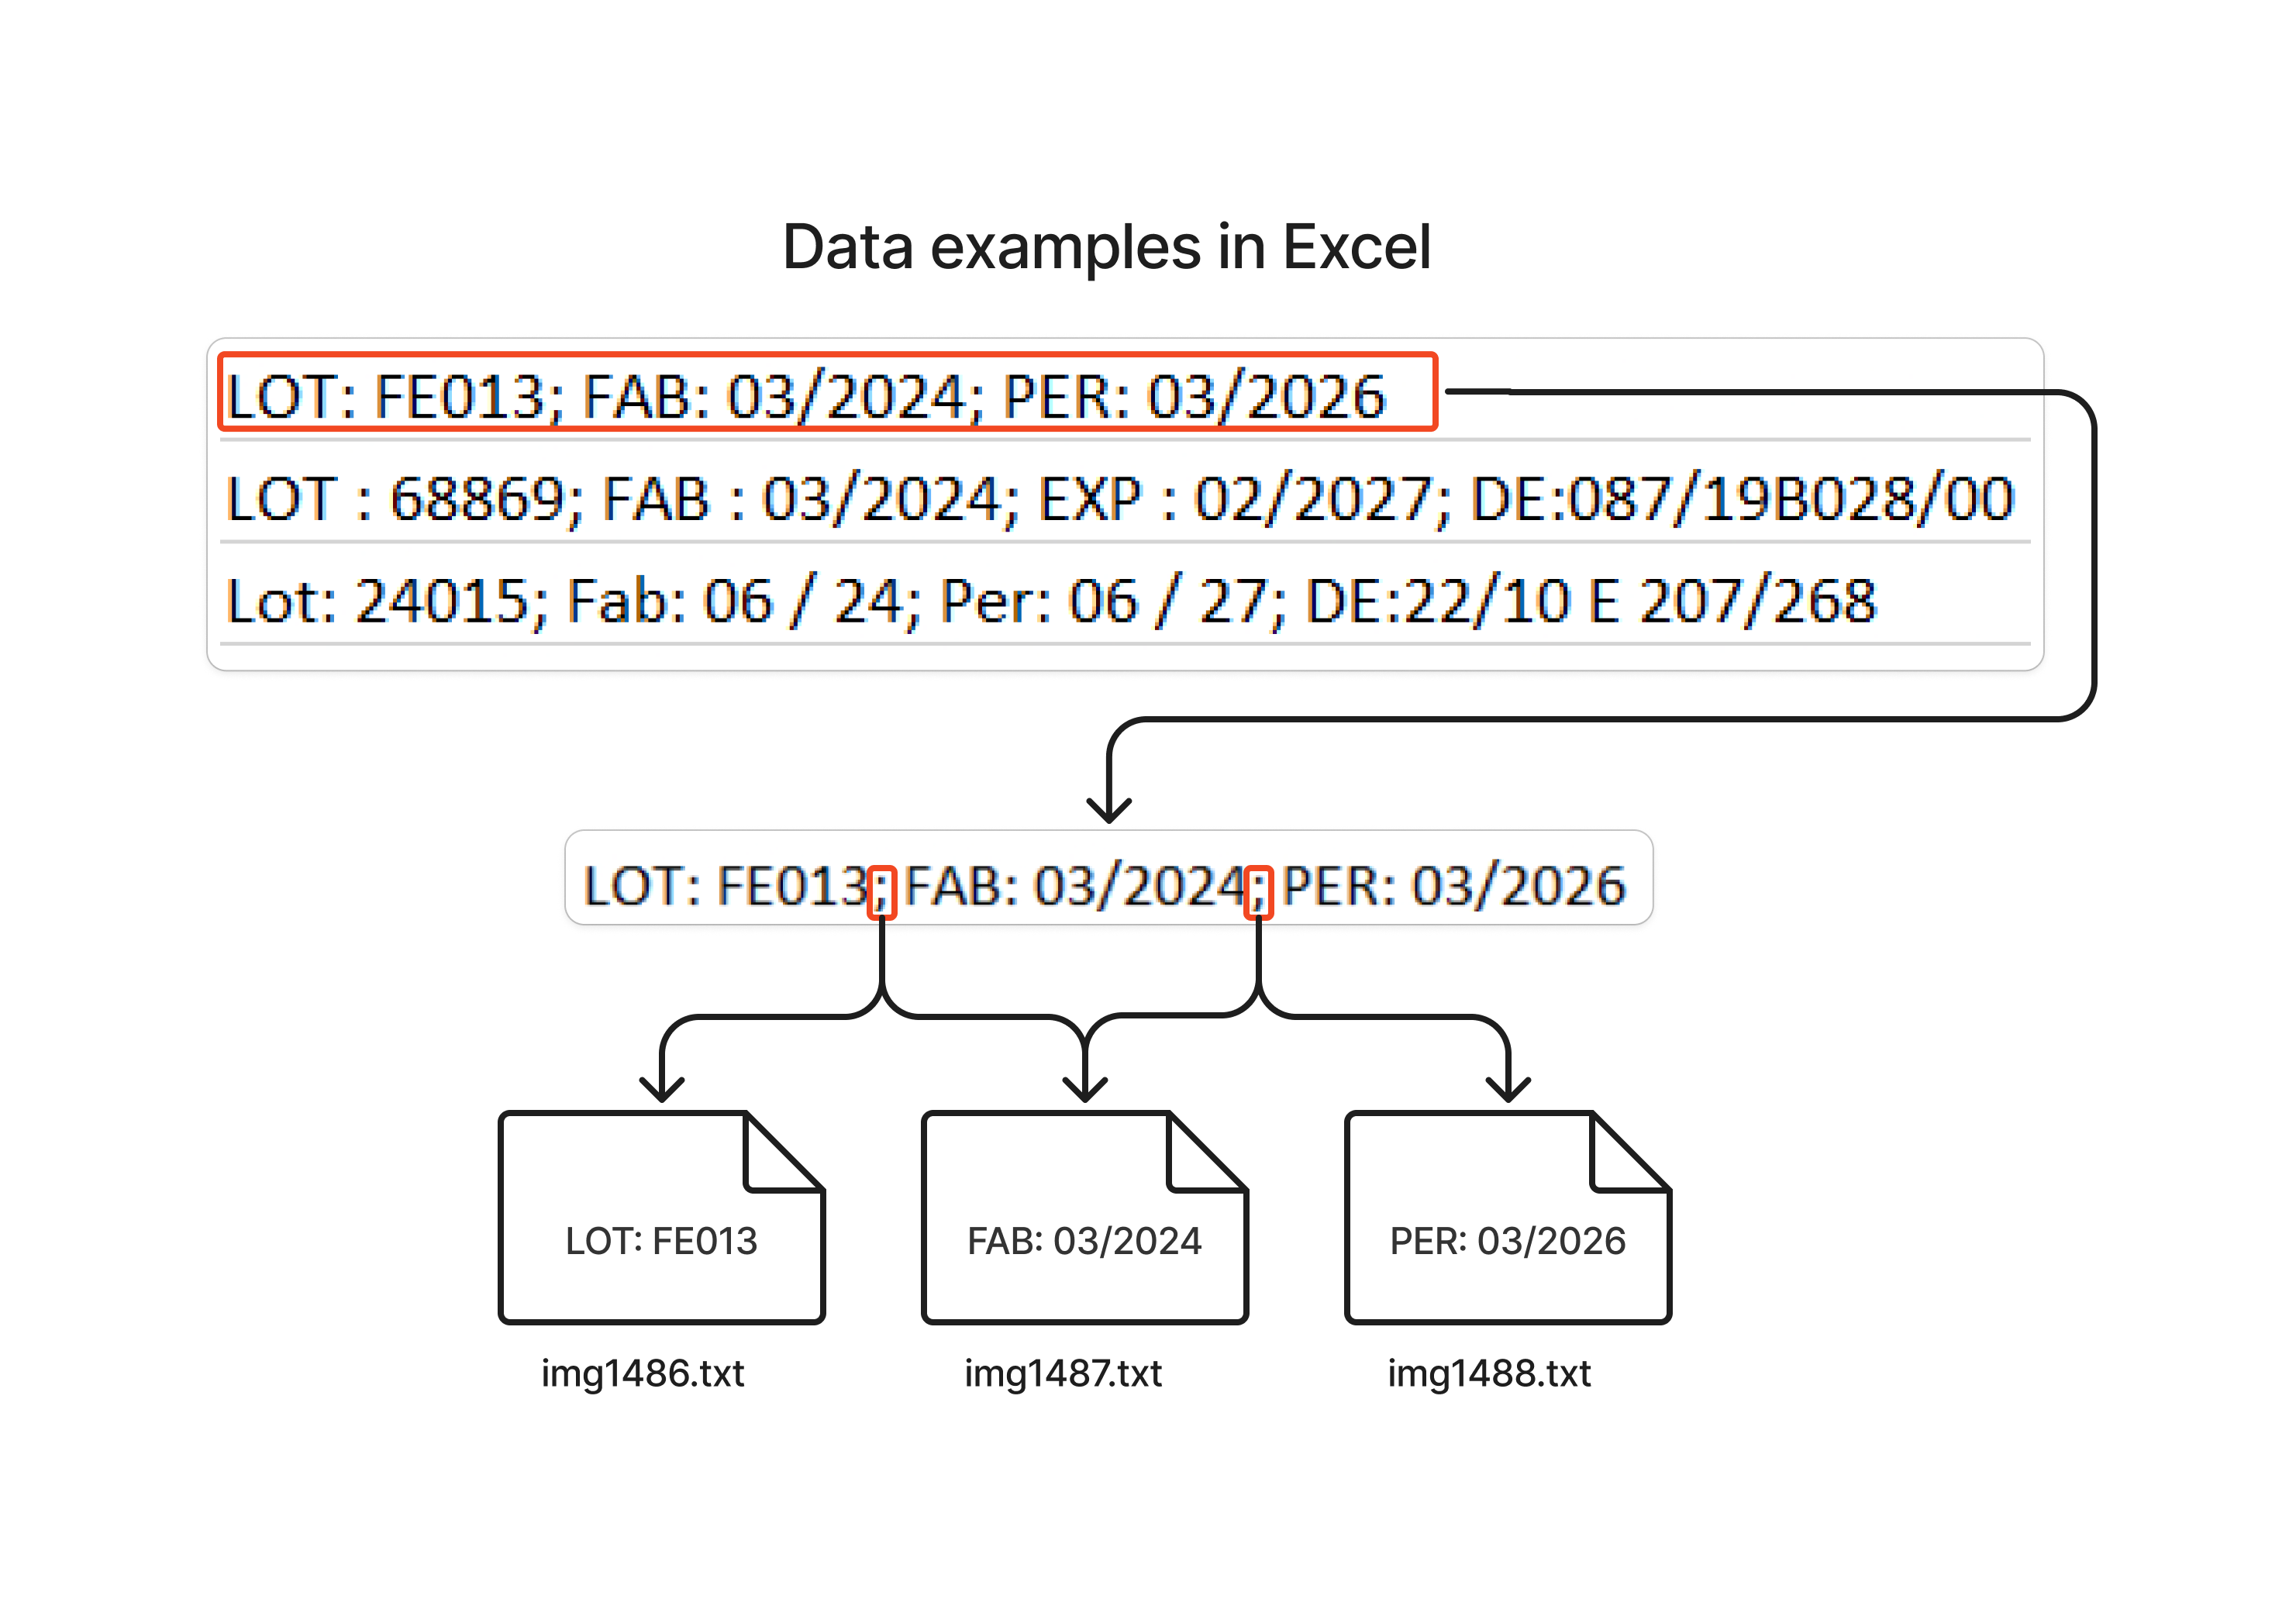 Data examples in Excel
LOT: FE013; FAB: 03/2024; PER: 03/2026
LOT : 68869; FAB : 03/2024; EXP : 02/2027; DE:087/19B028/00
Lot: 24015; Fab: 06 / 24; Per: 06 / 27; DE:22/10 E 207/268
LOT: FE013; FAB: 03/2024; PER: 03/2026
LOT: FE013
FAB: 03/2024
PER: 03/2026
img1486.txt
img1487.txt
img1488.txt